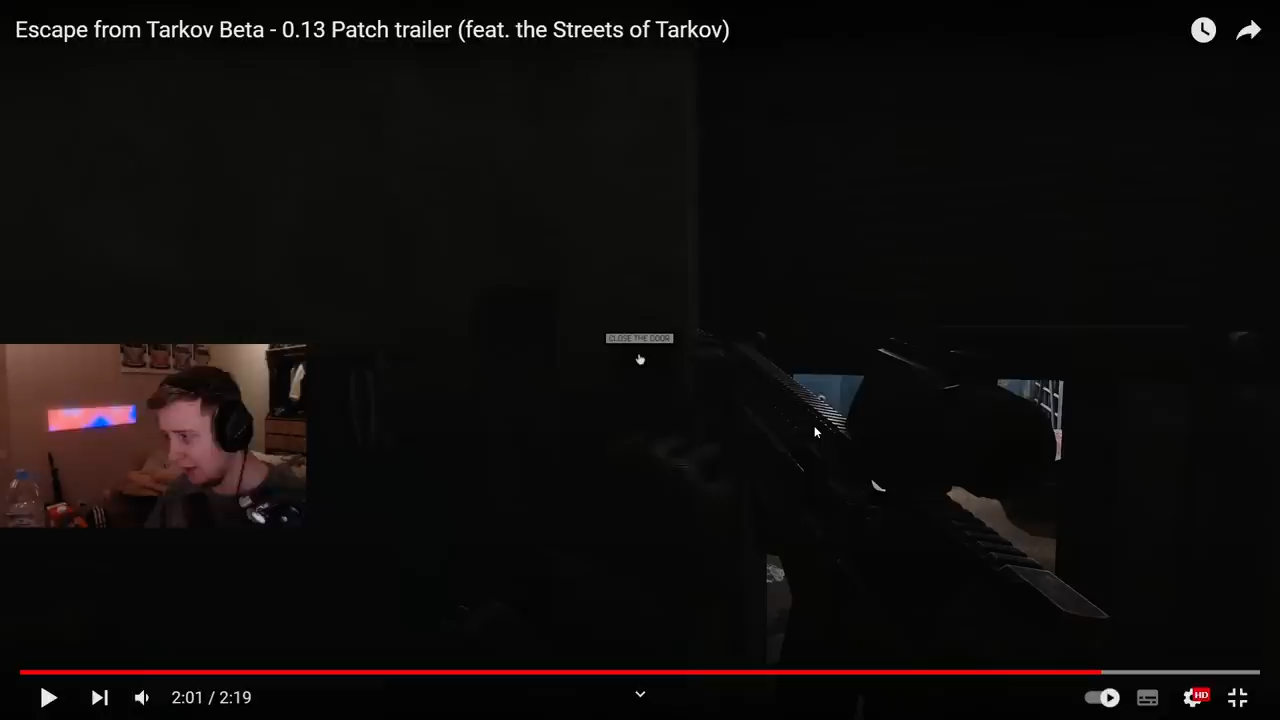 Escape from Tarkov Beta - 0.13 Patch trailer (feat. the Streets of Tarkov)
CLOSE THE DOOR
2:01 / 2:19
HD